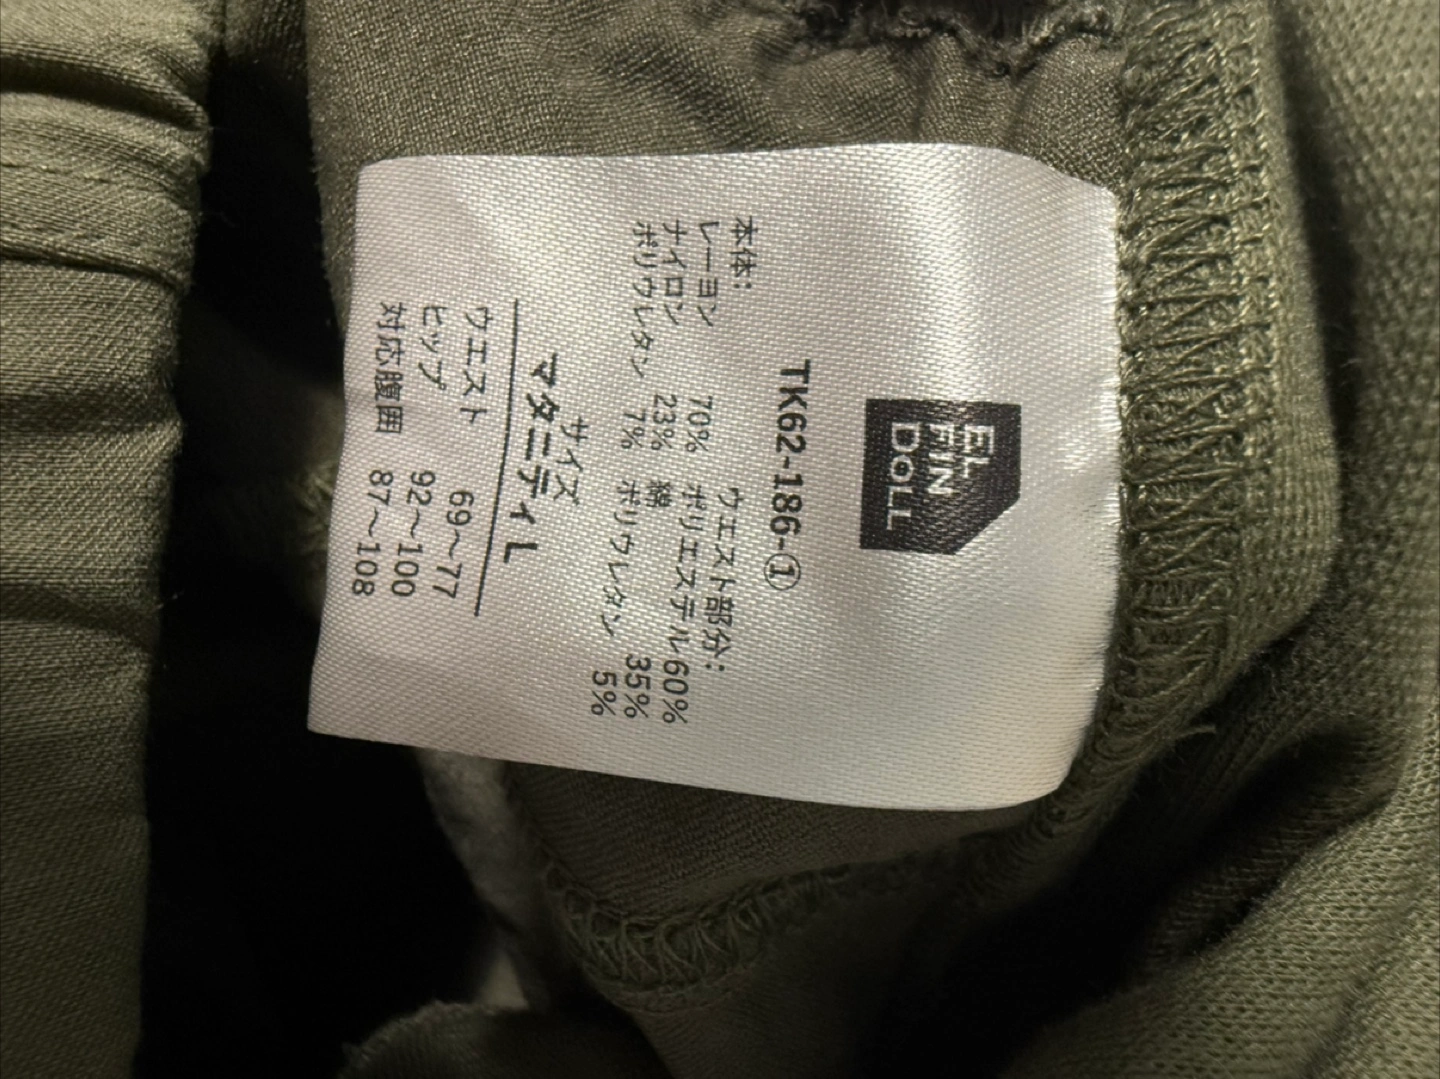 EL
FIN
DOLL
TK62-186-①
本体:
レーヨン 70%
ナイロン 23%
ポリウレタン 7%
ウエスト部分:
ポリエステル60%
綿 35%
ポリウレタン 5%
サイズ
マタニティ L
ウエスト 69~77
ヒップ 92~100
対応腹囲 87~108